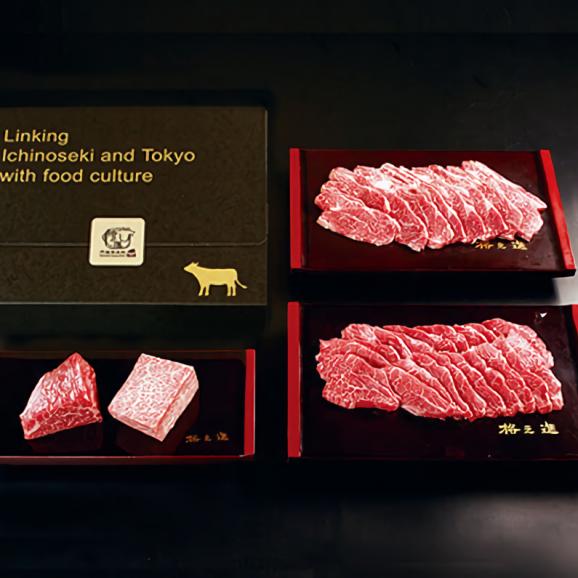 Linking
Ichinoseki and Tokyo
with food culture
格之進
格之進
格之進